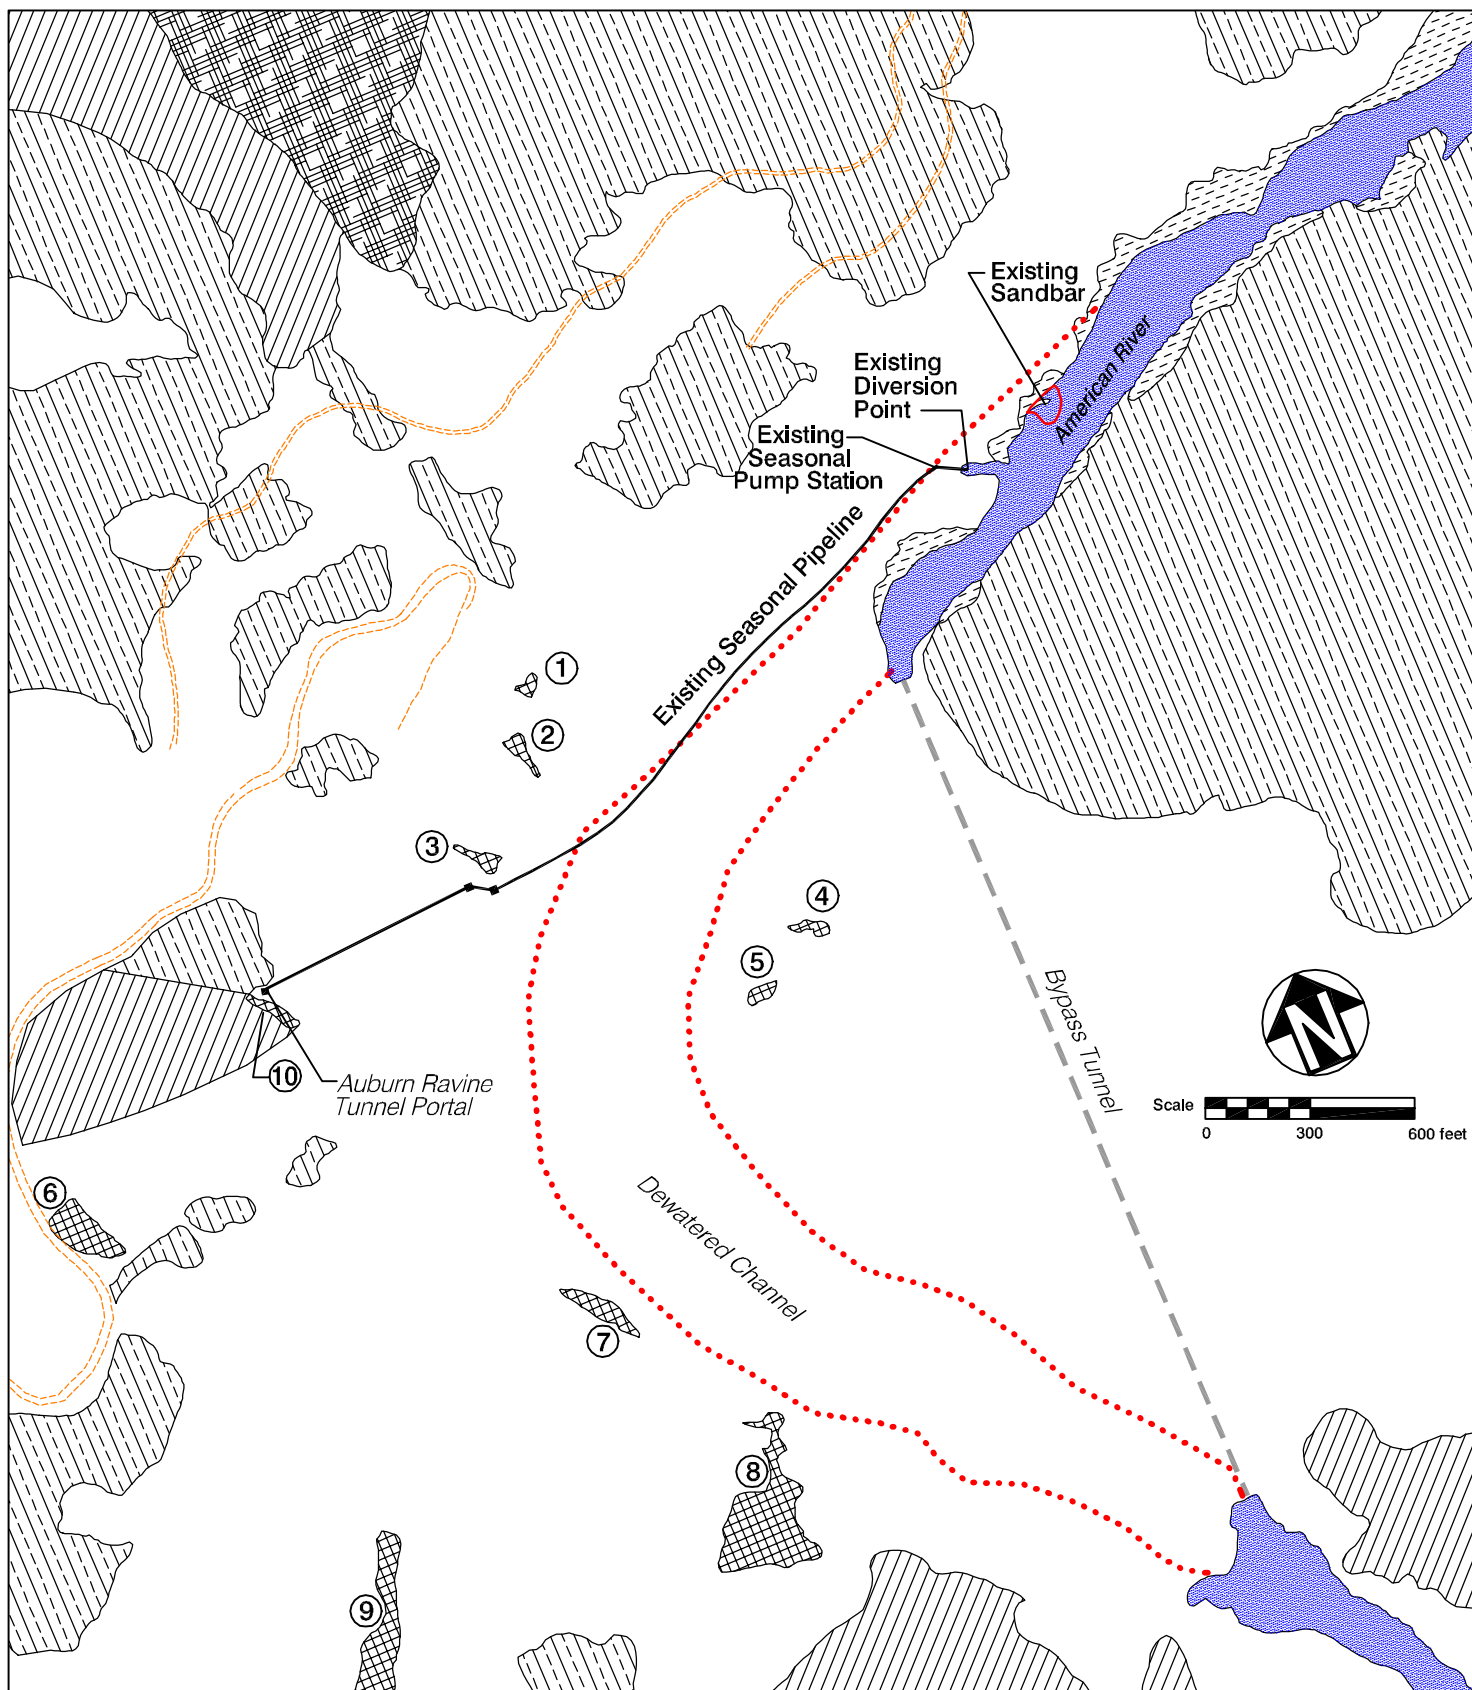 Existing
Sandbar
American River
Existing
Diversion
Point
Existing
Seasonal
Pump Station
Existing Seasonal Pipeline
1
2
3
4
5
Bypass Tunnel
N
Scale
0
300
600 feet
10
Auburn Ravine
Tunnel Portal
6
Dewatered Channel
7
8
9